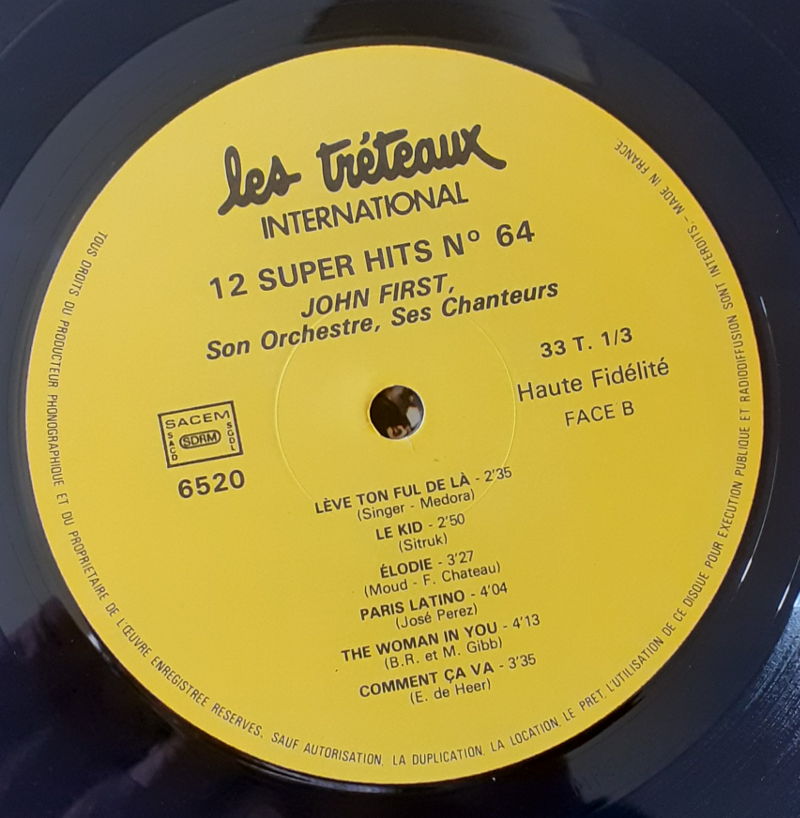 les tréteaux
INTERNATIONAL
12 SUPER HITS Nº 64
JOHN FIRST,
Son Orchestre, Ses Chanteurs
33 T. 1/3
Haute Fidélité
FACE B
SACEM
SACD
SDRM
SGDL
6520
LÈVE TON FUL DE LÀ - 2'35
(Singer - Medora)
LE KID - 2'50
(Sitruk)
ÉLODIE - 3'27
(Moud - F. Chateau)
PARIS LATINO - 4'04
(José Perez)
THE WOMAN IN YOU - 4'13
(B.R. et M. Gibb)
COMMENT ÇA VA - 3'35
(E. de Heer)
TOUS DROITS DU PRODUCTEUR PHONOGRAPHIQUE ET DU PROPRIETAIRE DE L'ŒUVRE ENREGISTREE RESERVES. SAUF AUTORISATION, LA DUPLICATION, LA LOCATION, LE PRET, L'UTILISATION DE CE DISQUE POUR EXECUTION PUBLIQUE ET RADIODIFFUSION SONT INTERDITS. - MADE IN FRANCE.